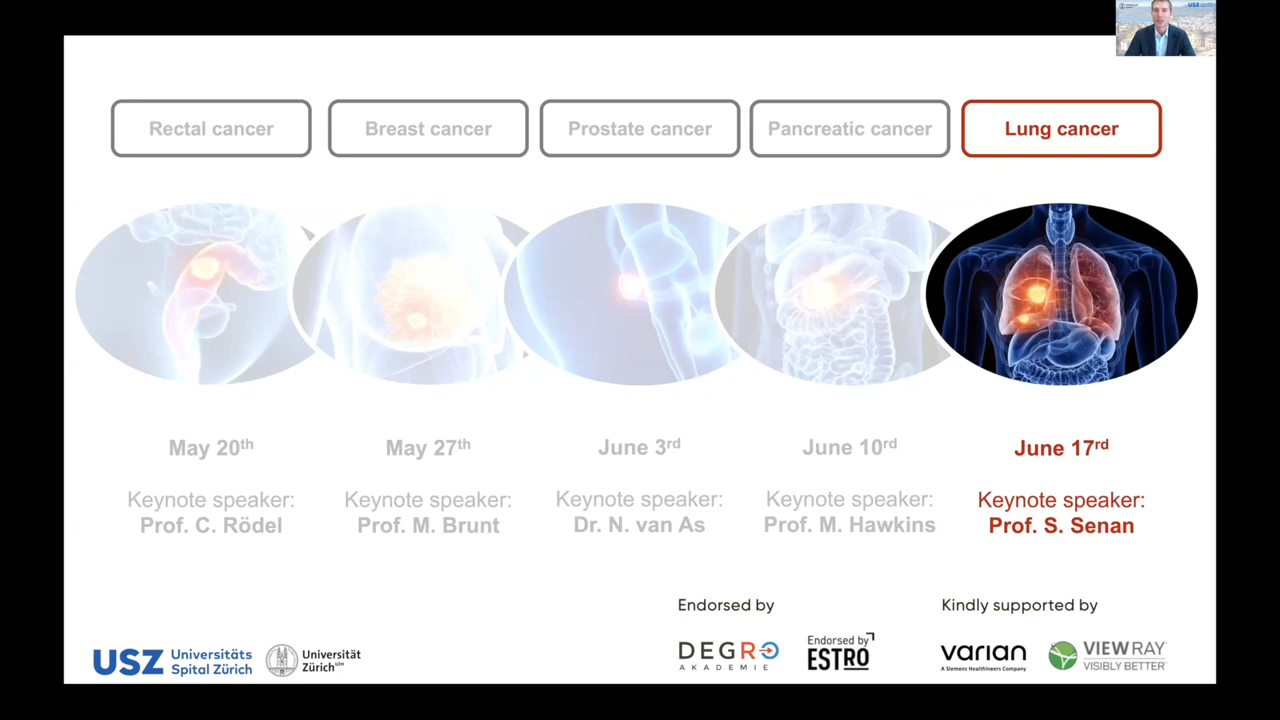 Rectal cancer
Breast cancer
Prostate cancer
Pancreatic cancer
Lung cancer
May 20th
May 27th
June 3rd
June 10rd
June 17rd
Keynote speaker:
Prof. C. Rödel
Keynote speaker:
Prof. M. Brunt
Keynote speaker:
Dr. N. van As
Keynote speaker:
Prof. M. Hawkins
Keynote speaker:
Prof. S. Senan
Endorsed by
Kindly supported by
USZ Universitäts
Spital Zürich
Universität
Zürich UZH
DEGRO
AKADEMIE
Endorsed by
ESTRO
varian
A Siemens Healthineers Company
VIEWRAY
VISIBLY BETTER
USZ